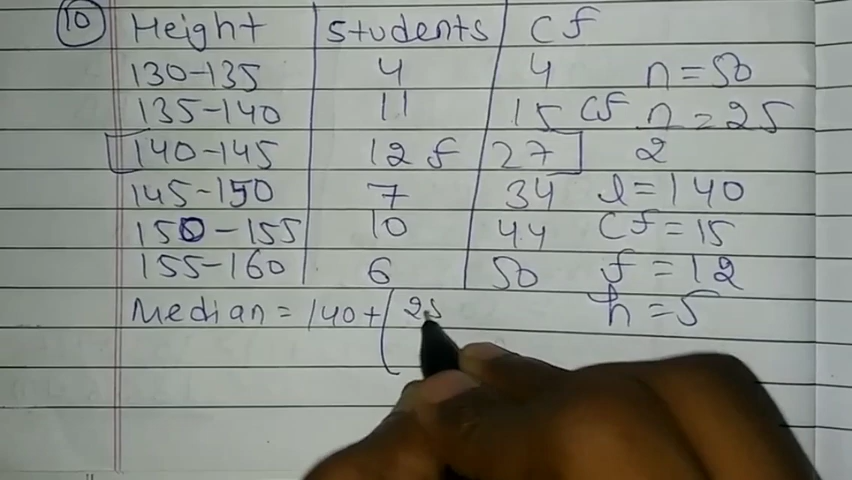 10 Height Students Cf
130-135 4 4 n=50
135-140 11 15 Cf n/2=25
140-145 12 f 27
145-150 7 34 l=140
150-155 10 44 Cf=15
155-160 6 50 f=12
Median = 140+( 25 h=5